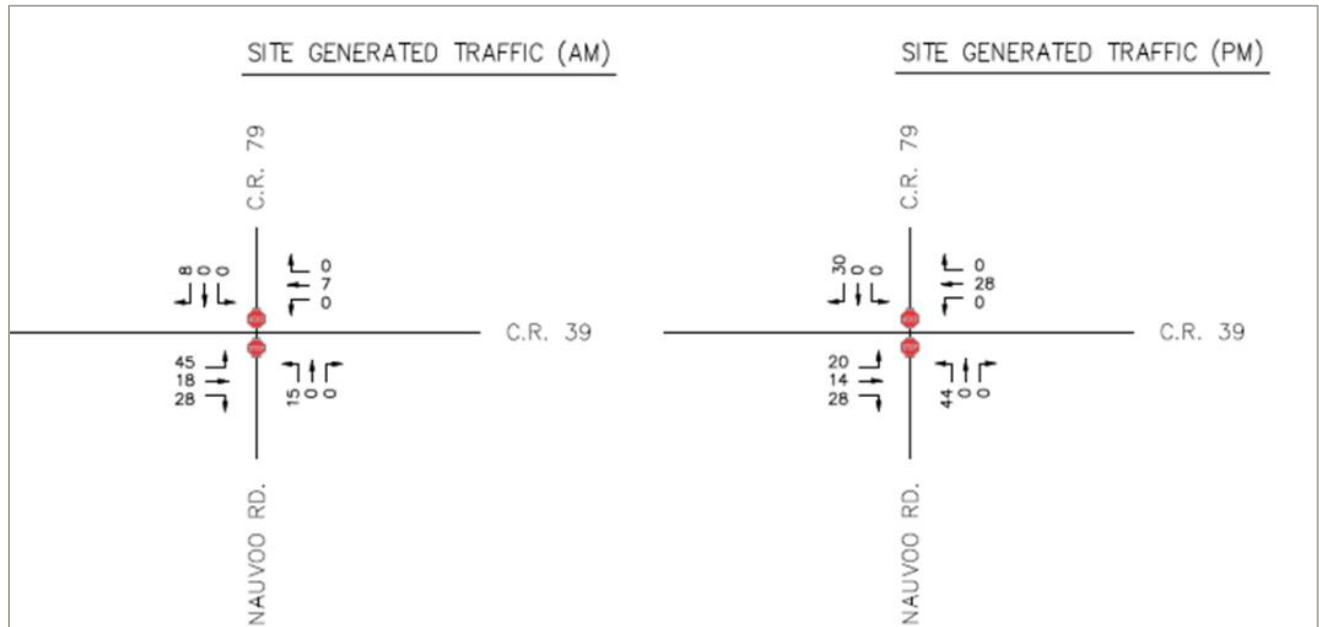 SITE GENERATED TRAFFIC (AM)
C.R. 79
8 0 0
0
7
0
C.R. 39
45
18
28
15 0 0
NAUVOO RD.
SITE GENERATED TRAFFIC (PM)
C.R. 79
30 0 0
0
28
0
C.R. 39
20
14
28
44 0 0
NAUVOO RD.